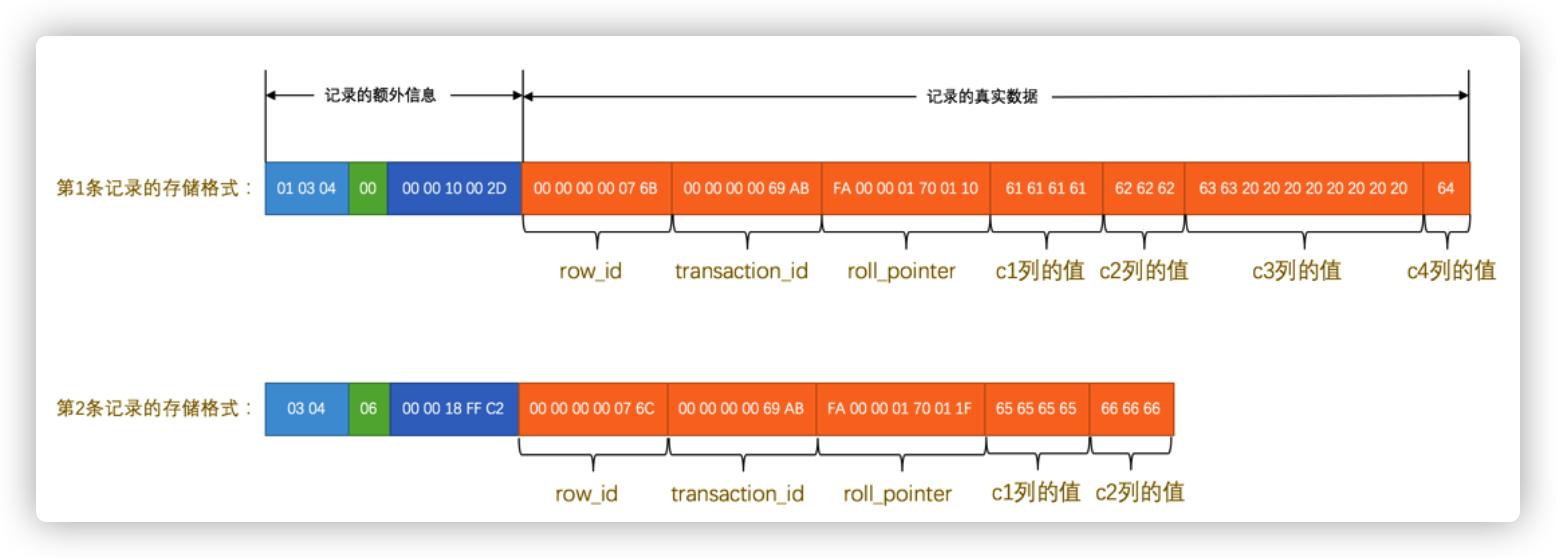 记录的额外信息 记录的真实数据
第1条记录的存储格式： 01 03 04 00 00 00 10 00 2D 00 00 00 00 07 6B 00 00 00 00 69 AB FA 00 00 01 70 01 10 61 61 61 61 62 62 62 63 63 20 20 20 20 20 20 20 20 64
row_id transaction_id roll_pointer c1列的值 c2列的值 c3列的值 c4列的值
第2条记录的存储格式： 03 04 06 00 00 18 FF C2 00 00 00 00 07 6C 00 00 00 00 69 AB FA 00 00 01 70 01 1F 65 65 65 65 66 66 66
row_id transaction_id roll_pointer c1列的值 c2列的值